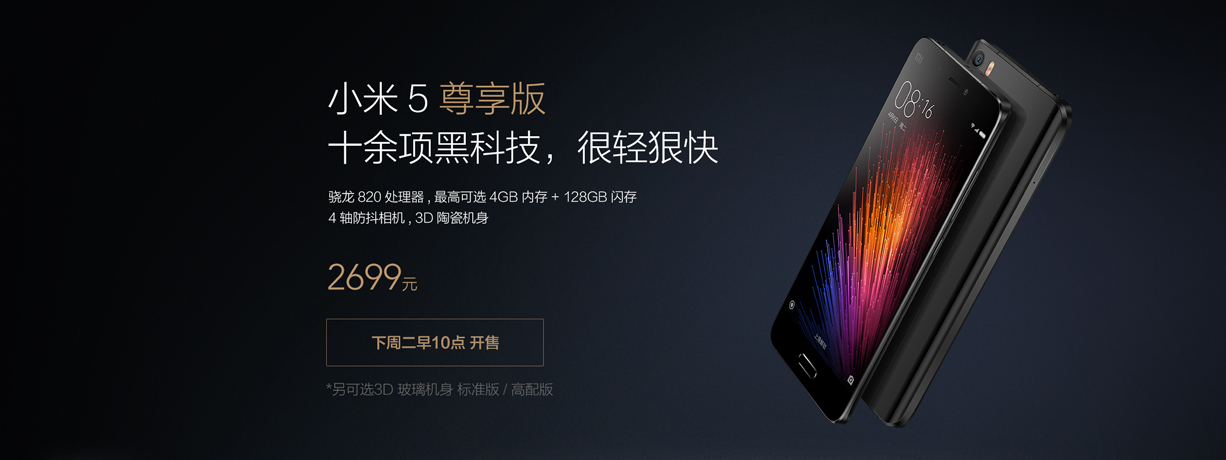 小米 5 尊享版
十余项黑科技，很轻狠快
骁龙 820 处理器 , 最高可选 4GB 内存 + 128GB 闪存
4 轴防抖相机 , 3D 陶瓷机身
2699元
下周二早10点 开售
*另可选3D 玻璃机身 标准版 / 高配版
08:16